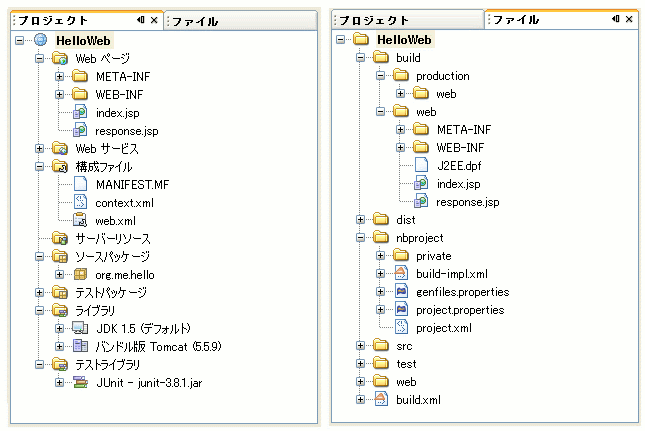 プロジェクト
ファイル
HelloWeb
Web ページ
META-INF
WEB-INF
index.jsp
response.jsp
Web サービス
構成ファイル
MANIFEST.MF
context.xml
web.xml
サーバーリソース
ソースパッケージ
org.me.hello
テストパッケージ
ライブラリ
JDK 1.5 (デフォルト)
バンドル版 Tomcat (5.5.9)
テストライブラリ
JUnit - junit-3.8.1.jar
プロジェクト
ファイル
HelloWeb
build
production
web
web
META-INF
WEB-INF
J2EE.dpf
index.jsp
response.jsp
dist
nbproject
private
build-impl.xml
genfiles.properties
project.properties
project.xml
src
test
web
build.xml